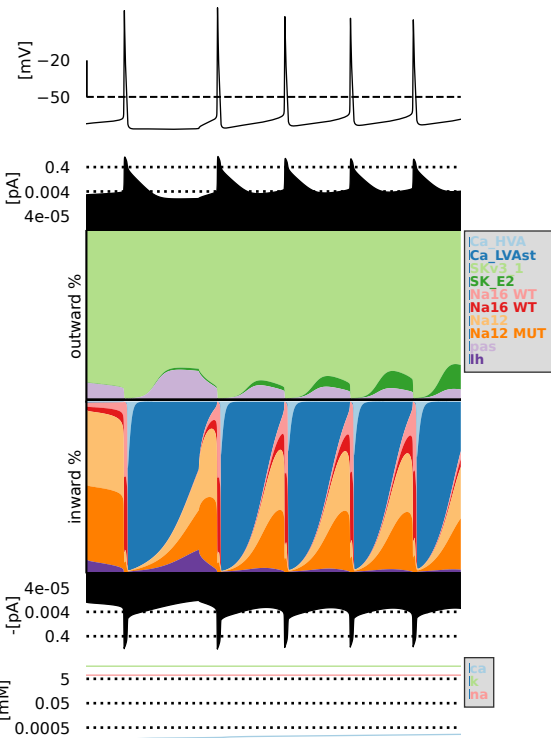 [mV]
−20
−50
[pA]
0.4
0.004
4e-05
outward %
Ca_HVA
Ca_LVAst
SKv3_1
SK_E2
Na16 WT
Na16 WT
Na12
Na12 MUT
pas
Ih
inward %
-[pA]
4e-05
0.004
0.4
[mM]
5
0.05
0.0005
ca
k
na